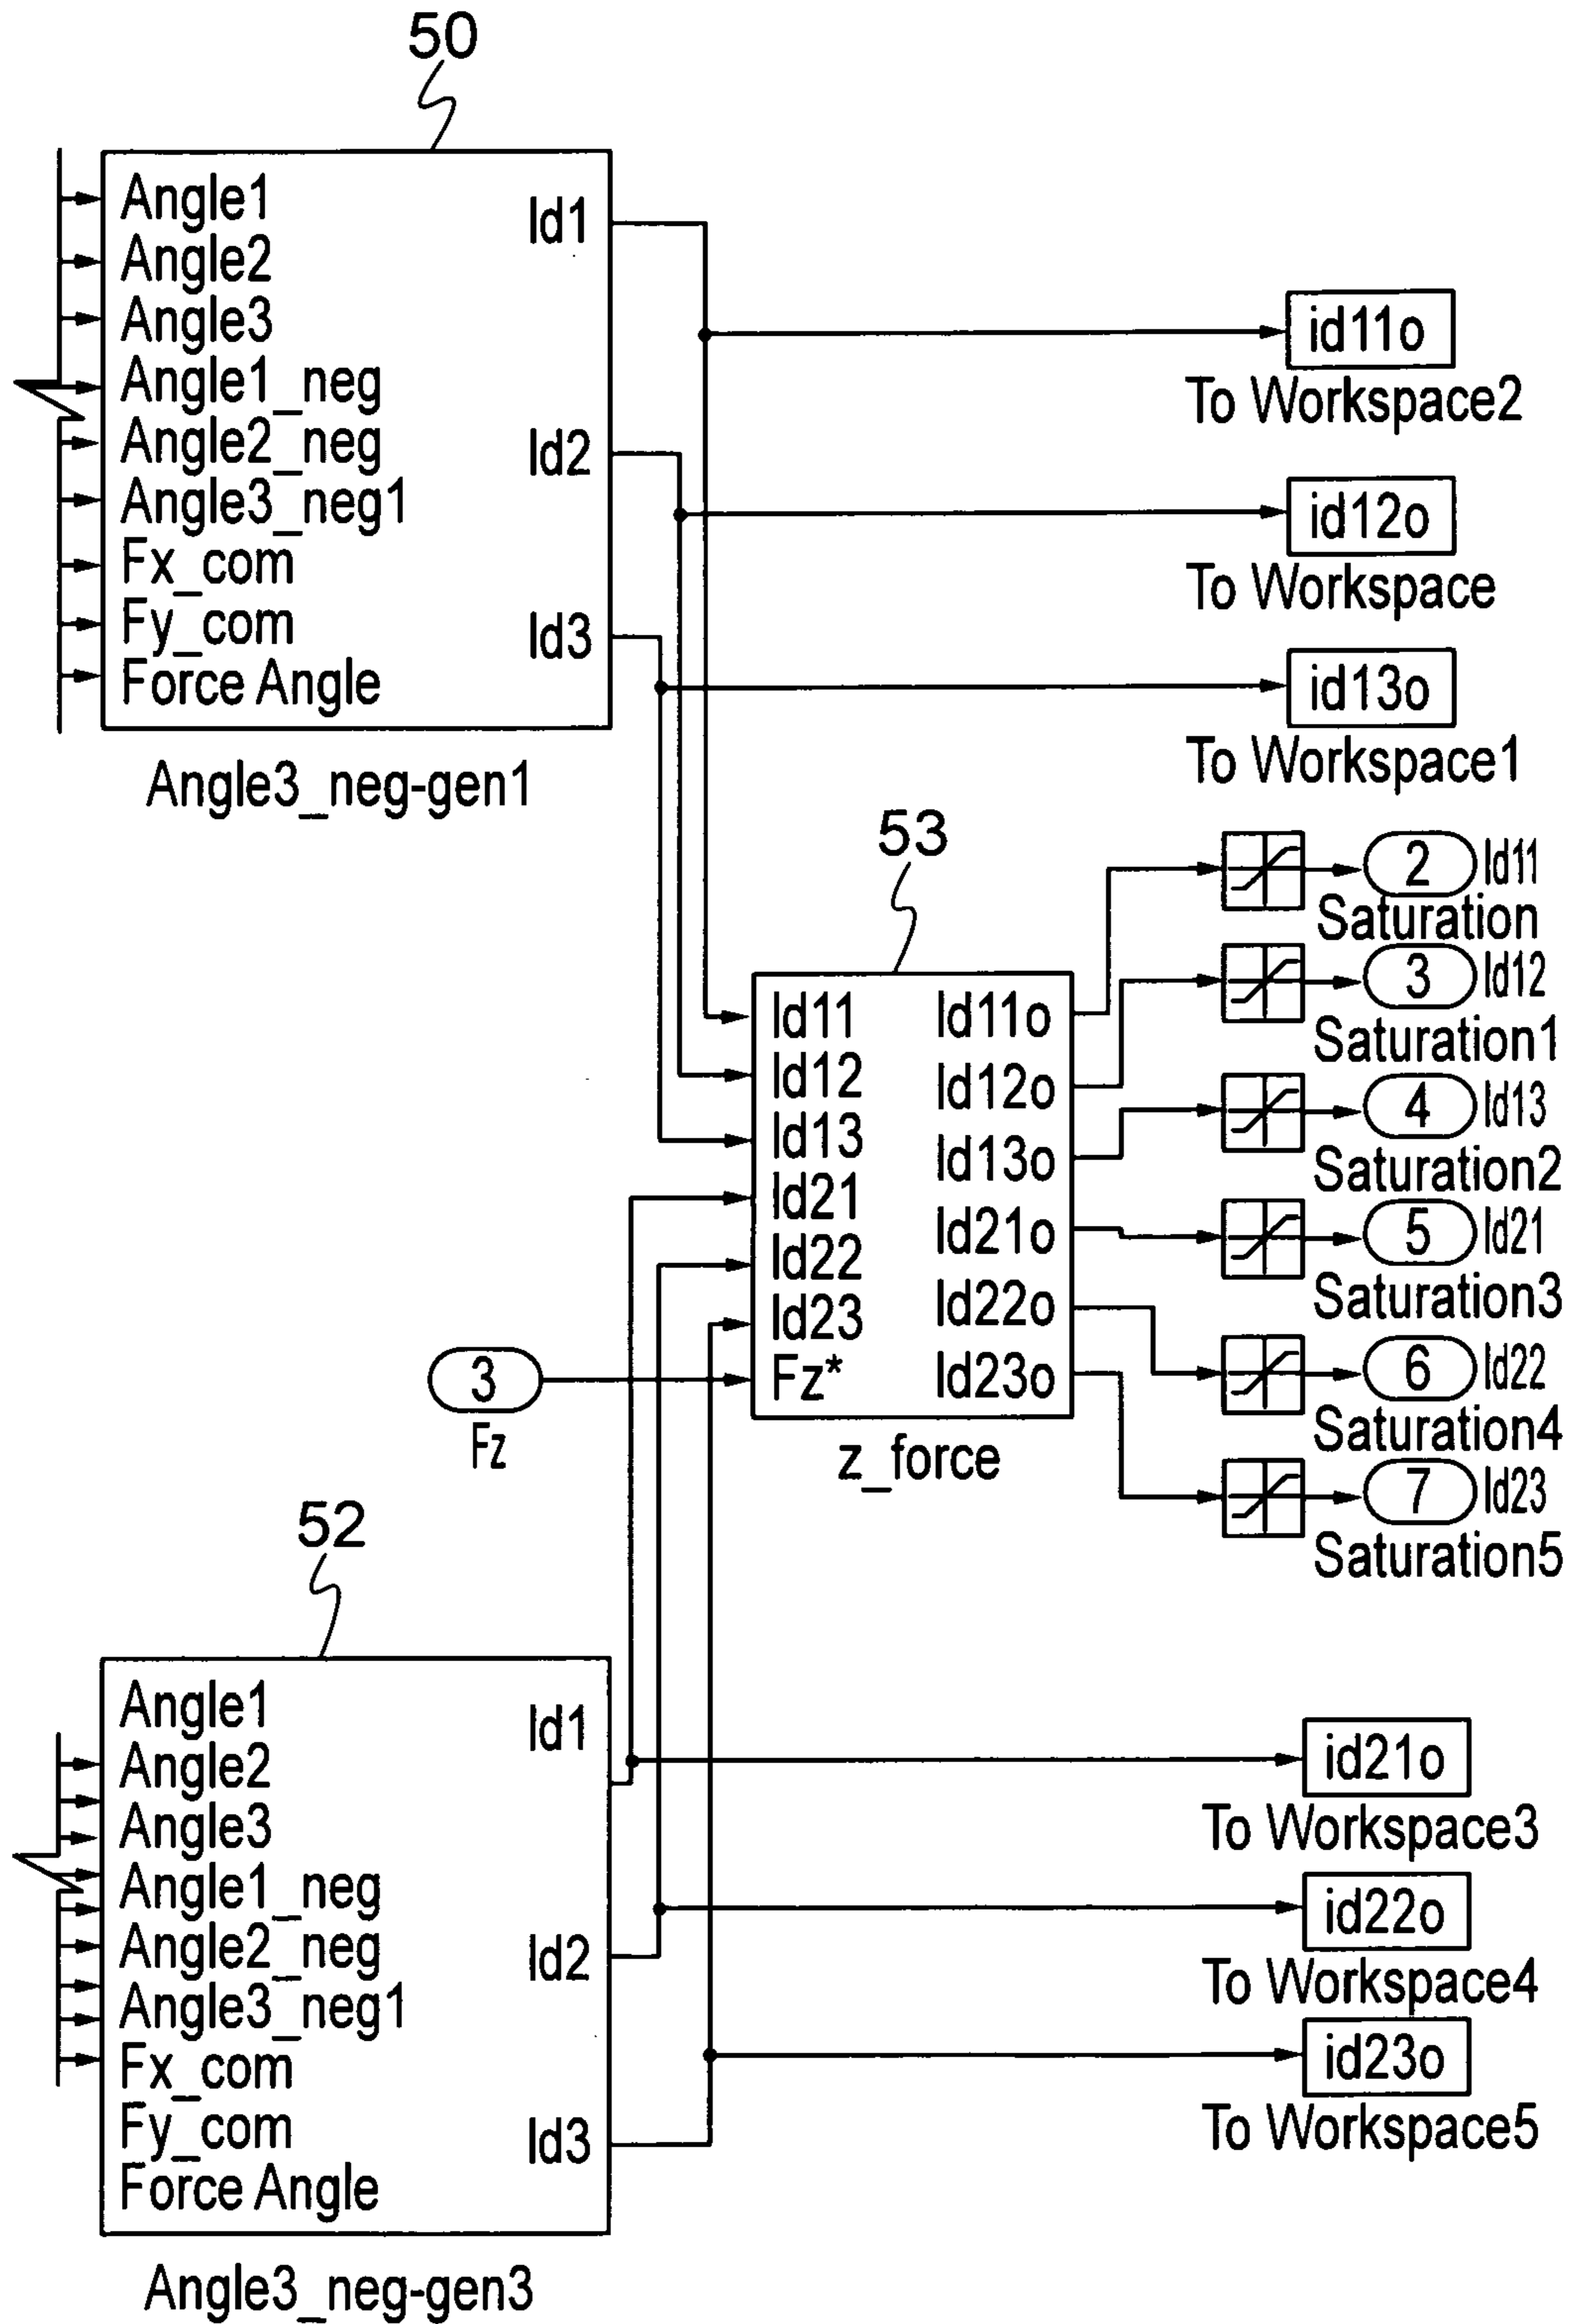 50
Angle1
Angle2
Angle3
Angle1_neg
Angle2_neg
Angle3_neg1
Fx_com
Fy_com
Force Angle
Id1
Id2
Id3
Angle3_neg-gen1
id11o
To Workspace2
id12o
To Workspace
id13o
To Workspace1
53
Id11
Id12
Id13
Id21
Id22
Id23
Fz*
Id11o
Id12o
Id13o
Id21o
Id22o
Id23o
z_force
3
Fz
2 Id11
Saturation
3 Id12
Saturation1
4 Id13
Saturation2
5 Id21
Saturation3
6 Id22
Saturation4
7 Id23
Saturation5
52
Angle1
Angle2
Angle3
Angle1_neg
Angle2_neg
Angle3_neg1
Fx_com
Fy_com
Force Angle
Id1
Id2
Id3
Angle3_neg-gen3
id21o
To Workspace3
id22o
To Workspace4
id23o
To Workspace5